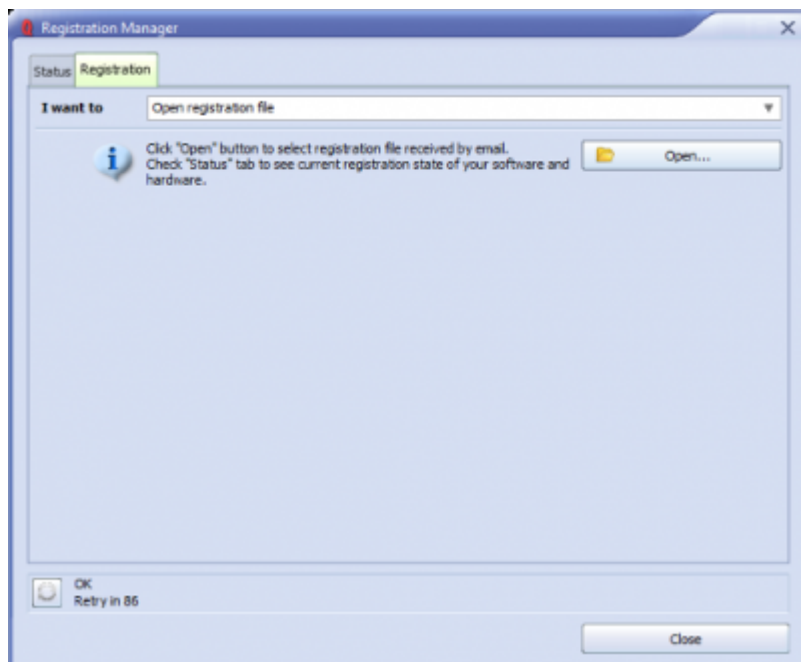 Registration Manager
Status Registration
I want to Open registration file
Click "Open" button to select registration file received by email.
Check "Status" tab to see current registration state of your software and
hardware.
Open...
OK
Retry in 86
Close